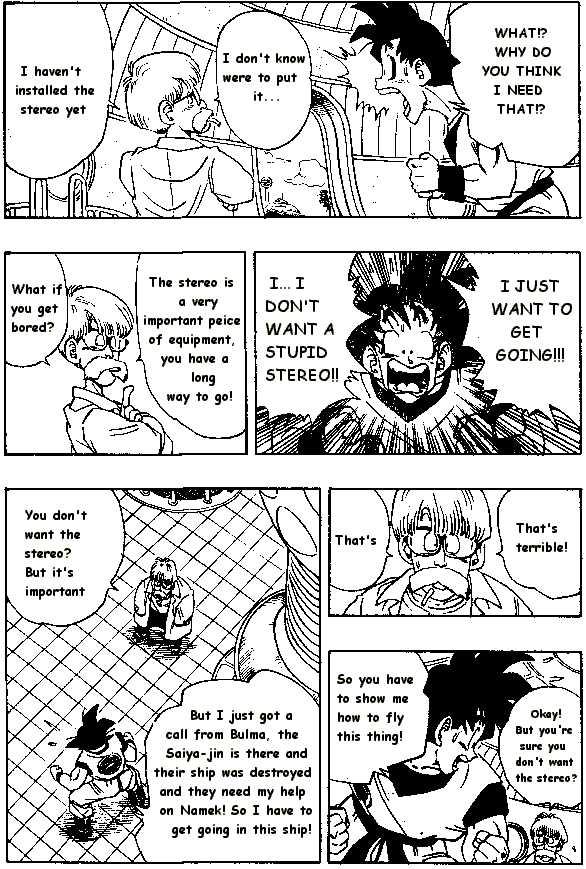 I haven't
installed the
stereo yet
I don't know
were to put
it...
WHAT!?
WHY DO
YOU THINK
I NEED
THAT!?
What if
you get
bored?
The stereo is
a very
important peice
of equipment,
you have a
long
way to go!
I... I
DON'T
WANT A
STUPID
STEREO!!
I JUST
WANT TO
GET
GOING!!!
You don't
want the
stereo?
But it's
important
But I just got a
call from Bulma, the
Saiya-jin is there and
their ship was destroyed
and they need my help
on Namek! So I have to
get going in this ship!
That's
That's
terrible!
So you have
to show me
how to fly
this thing!
Okay!
But you're
sure you
don't want
the stereo?